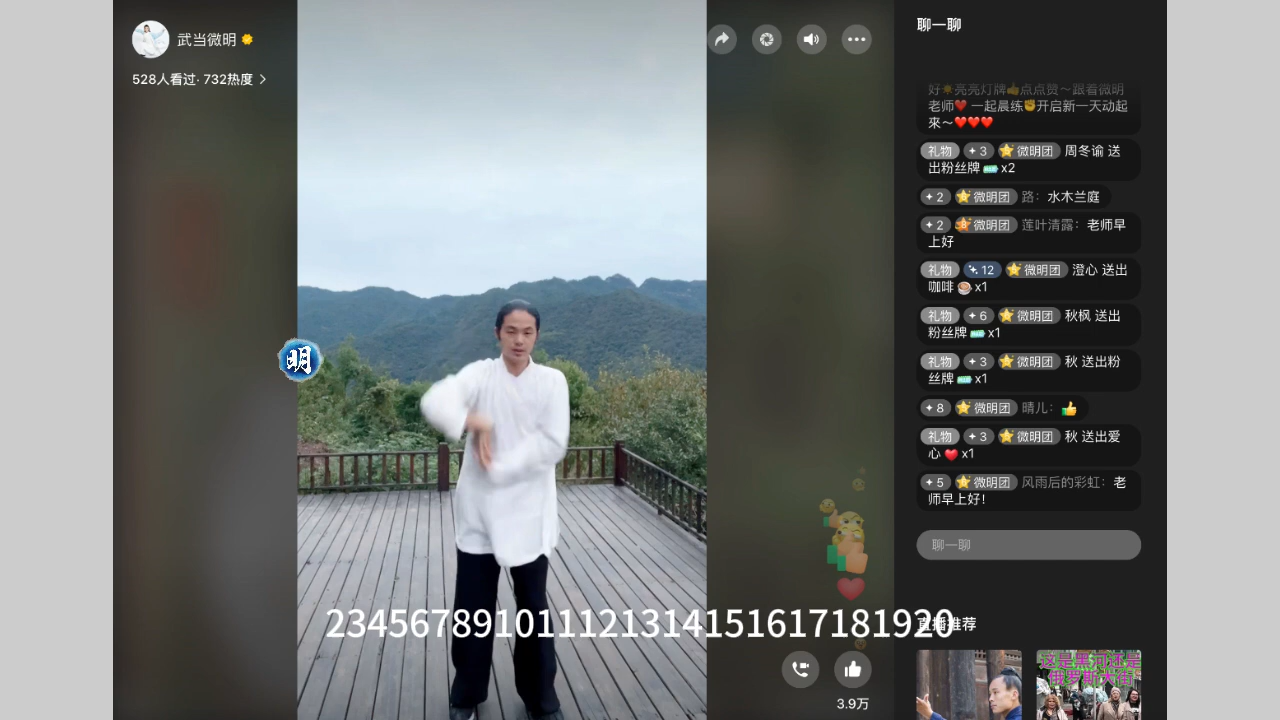 武当微明
528人看过· 732热度
聊一聊
好☀️亮亮灯牌👍点点赞～跟着微明
老师❤️ 一起晨练✊开启新一天动起
來～❤️❤️❤️
礼物 3 微明团 周冬谕 送
出粉丝牌 x2
2 微明团 路： 水木兰庭
2 微明团 莲叶清露： 老师早
上好
礼物 12 微明团 澄心 送出
咖啡 x1
礼物 6 微明团 秋枫 送出
粉丝牌 x1
礼物 3 微明团 秋 送出粉
丝牌 x1
8 微明团 晴儿： 👍
礼物 3 微明团 秋 送出爱
心 ❤️ x1
5 微明团 风雨后的彩虹： 老
师早上好！
聊一聊
明
234567891011121314151617181920
直播推荐
3.9万
这是黑河还是
俄罗斯大街